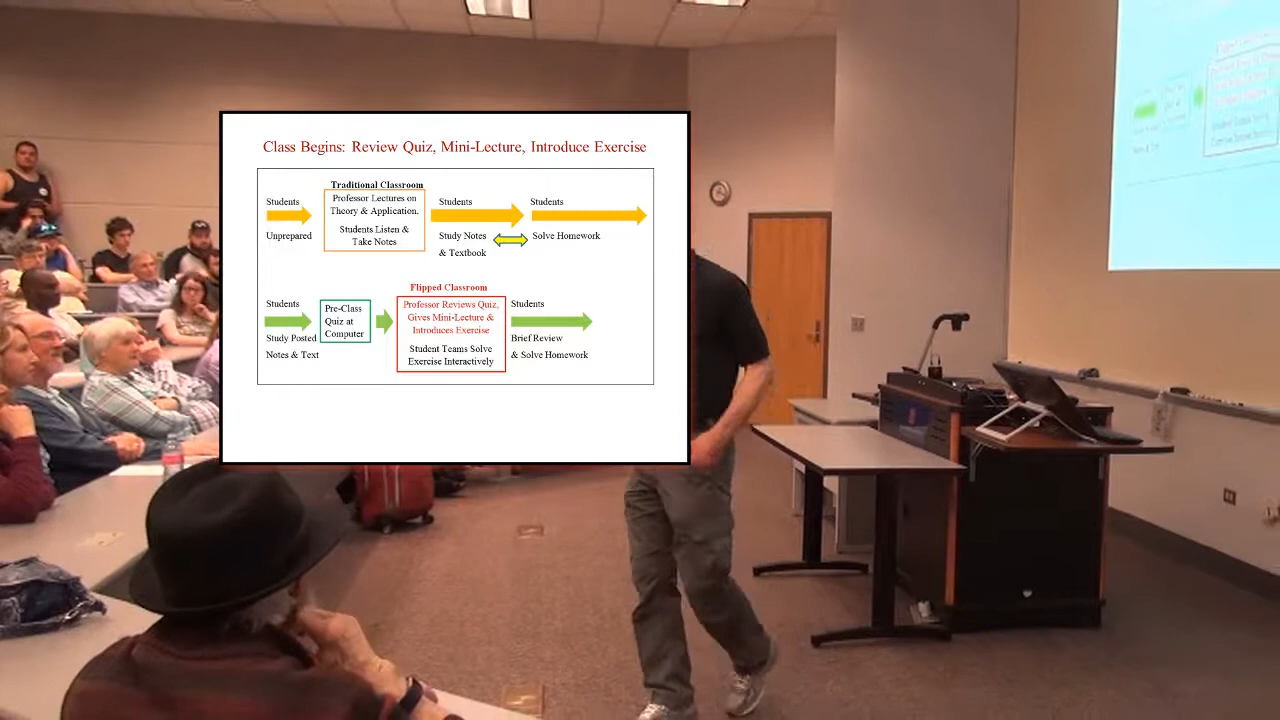 Class Begins: Review Quiz, Mini-Lecture, Introduce Exercise
Traditional Classroom
Students
Unprepared
Professor Lectures on
Theory & Application.
Students Listen &
Take Notes
Students
Study Notes
& Textbook
Students
Solve Homework
Flipped Classroom
Students
Study Posted
Notes & Text
Pre-Class
Quiz at
Computer
Professor Reviews Quiz,
Gives Mini-Lecture &
Introduces Exercise
Student Teams Solve
Exercise Interactively
Students
Brief Review
& Solve Homework